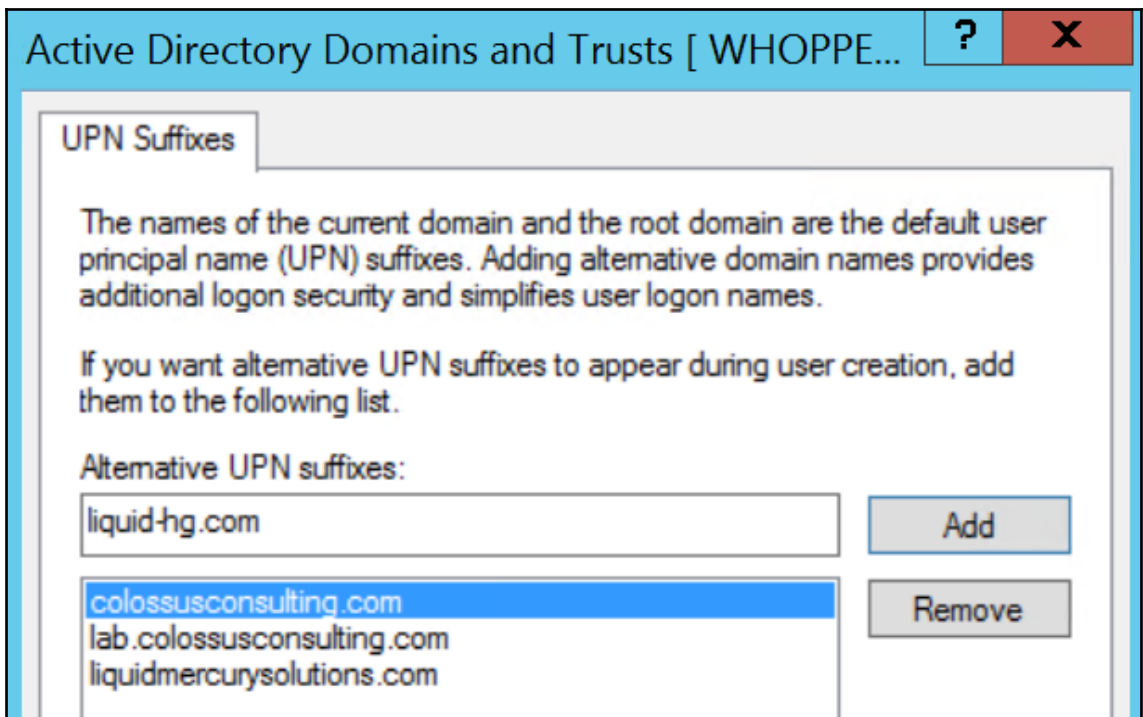 Active Directory Domains and Trusts [ WHOPPE...
?
X
UPN Suffixes
The names of the current domain and the root domain are the default user
principal name (UPN) suffixes. Adding alternative domain names provides
additional logon security and simplifies user logon names.
If you want alternative UPN suffixes to appear during user creation, add
them to the following list.
Alternative UPN suffixes:
liquid-hg.com
Add
colossusconsulting.com
Remove
lab.colossusconsulting.com
liquidmercurysolutions.com